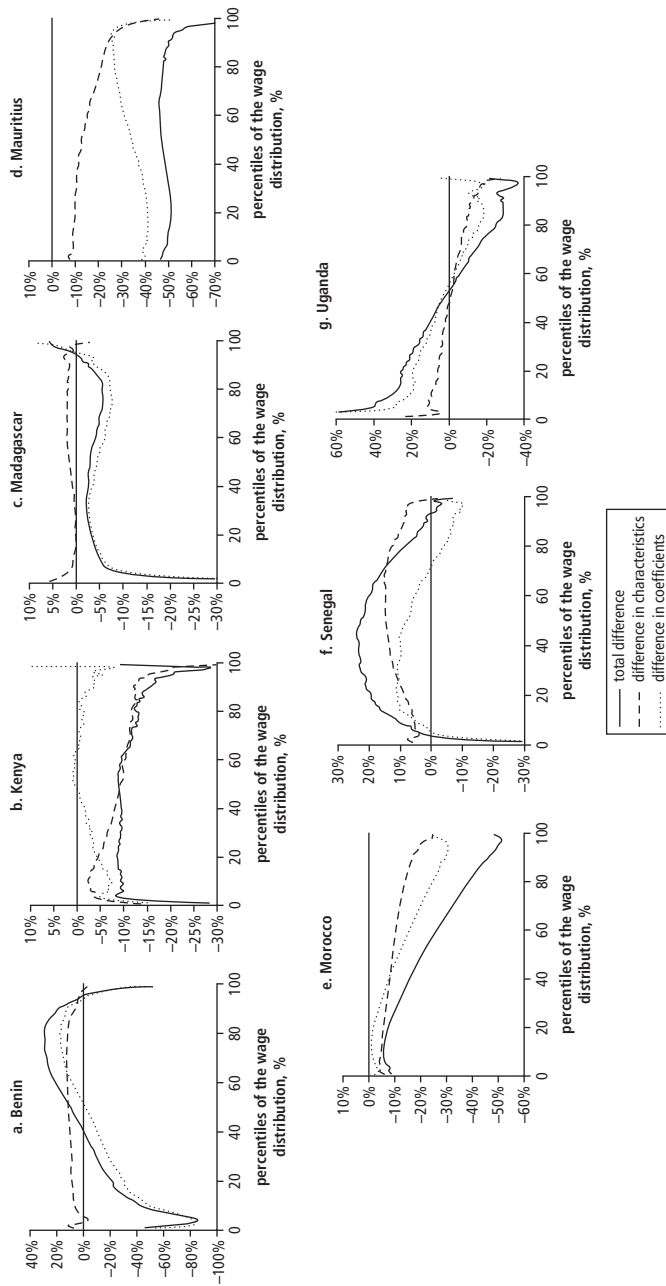 a. Benin
40%
20%
0%
–20%
–40%
–60%
–80%
–100%
0 20 40 60 80 100
percentiles of the wage
distribution, %
b. Kenya
10%
5%
0%
–5%
–10%
–15%
–20%
–25%
–30%
0 20 40 60 80 100
percentiles of the wage
distribution, %
c. Madagascar
10%
5%
0%
–5%
–10%
–15%
–20%
–25%
–30%
0 20 40 60 80 100
percentiles of the wage
distribution, %
d. Mauritius
10%
0%
–10%
–20%
–30%
–40%
–50%
–60%
–70%
0 20 40 60 80 100
percentiles of the wage
distribution, %
e. Morocco
10%
0%
–10%
–20%
–30%
–40%
–50%
–60%
0 20 40 60 80 100
percentiles of the wage
distribution, %
f. Senegal
30%
20%
10%
0%
–10%
–20%
–30%
0 20 40 60 80 100
percentiles of the wage
distribution, %
g. Uganda
60%
40%
20%
0%
–20%
–40%
0 20 40 60 80 100
percentiles of the wage
distribution, %
total difference
difference in characteristics
difference in coefficients